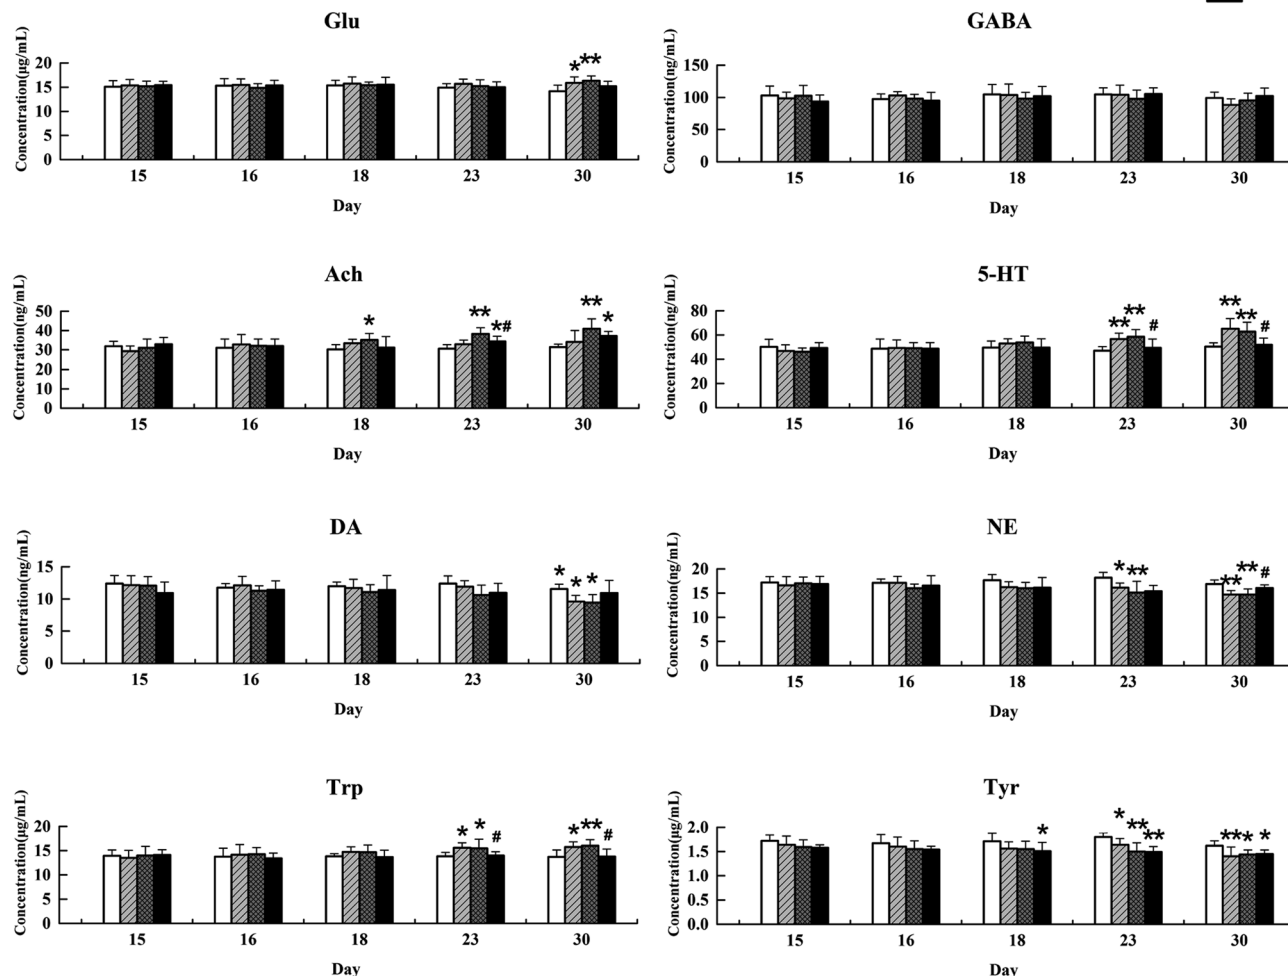 Glu
Concentration(μg/mL)
20
15
10
5
0
* **
15 16 18 23 30
Day
GABA
Concentration(ng/mL)
150
100
50
0
15 16 18 23 30
Day
Ach
Concentration(ng/mL)
50
40
30
20
10
0
* ** *# ** *
15 16 18 23 30
Day
5-HT
Concentration(ng/mL)
80
60
40
20
0
** ** # ** ** #
15 16 18 23 30
Day
DA
Concentration(ng/mL)
15
10
5
0
* * *
15 16 18 23 30
Day
NE
Concentration(ng/mL)
20
15
10
5
0
* ** ** ** #
15 16 18 23 30
Day
Trp
Concentration(μg/mL)
20
15
10
5
0
* * # * ** #
15 16 18 23 30
Day
Tyr
Concentration(μg/mL)
2.0
1.5
1.0
0.5
0.0
* * ** ** ** * *
15 16 18 23 30
Day